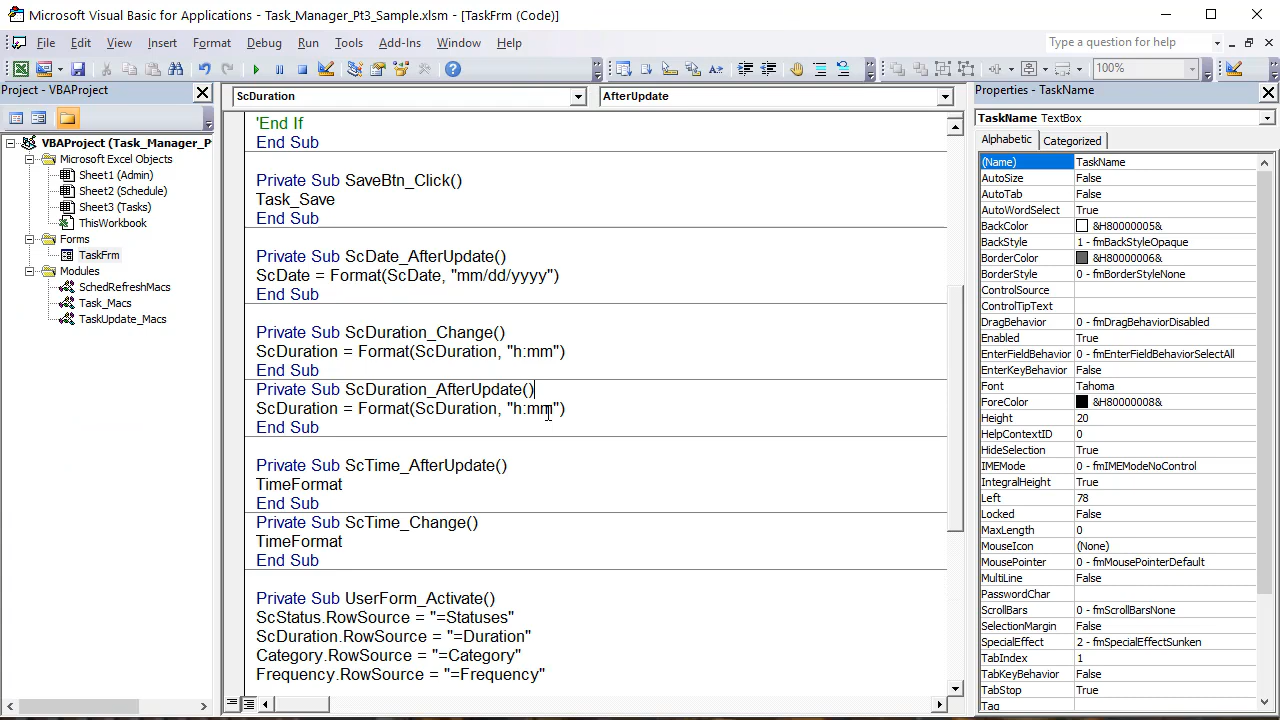 Microsoft Visual Basic for Applications - Task_Manager_Pt3_Sample.xlsm - [TaskFrm (Code)]
File Edit View Insert Format Debug Run Tools Add-Ins Window Help
Type a question for help
100%
Project - VBAProject
VBAProject (Task_Manager_P
Microsoft Excel Objects
Sheet1 (Admin)
Sheet2 (Schedule)
Sheet3 (Tasks)
ThisWorkbook
Forms
TaskFrm
Modules
SchedRefreshMacs
Task_Macs
TaskUpdate_Macs
ScDuration
AfterUpdate
'End If
End Sub
Private Sub SaveBtn_Click()
Task_Save
End Sub
Private Sub ScDate_AfterUpdate()
ScDate = Format(ScDate, "mm/dd/yyyy")
End Sub
Private Sub ScDuration_Change()
ScDuration = Format(ScDuration, "h:mm")
End Sub
Private Sub ScDuration_AfterUpdate()
ScDuration = Format(ScDuration, "h:mm")
End Sub
Private Sub ScTime_AfterUpdate()
TimeFormat
End Sub
Private Sub ScTime_Change()
TimeFormat
End Sub
Private Sub UserForm_Activate()
ScStatus.RowSource = "=Statuses"
ScDuration.RowSource = "=Duration"
Category.RowSource = "=Category"
Frequency.RowSource = "=Frequency"
Properties - TaskName
TaskName TextBox
Alphabetic Categorized
(Name) TaskName
AutoSize False
AutoTab False
AutoWordSelect True
BackColor &H80000005&
BackStyle 1 - fmBackStyleOpaque
BorderColor &H80000006&
BorderStyle 0 - fmBorderStyleNone
ControlSource
ControlTipText
DragBehavior 0 - fmDragBehaviorDisabled
Enabled True
EnterFieldBehavior 0 - fmEnterFieldBehaviorSelectAll
EnterKeyBehavior False
Font Tahoma
ForeColor &H80000008&
Height 20
HelpContextID 0
HideSelection True
IMEMode 0 - fmIMEModeNoControl
IntegralHeight True
Left 78
Locked False
MaxLength 0
MouseIcon (None)
MousePointer 0 - fmMousePointerDefault
MultiLine False
PasswordChar
ScrollBars 0 - fmScrollBarsNone
SelectionMargin False
SpecialEffect 2 - fmSpecialEffectSunken
TabIndex 1
TabKeyBehavior False
TabStop True
Tag